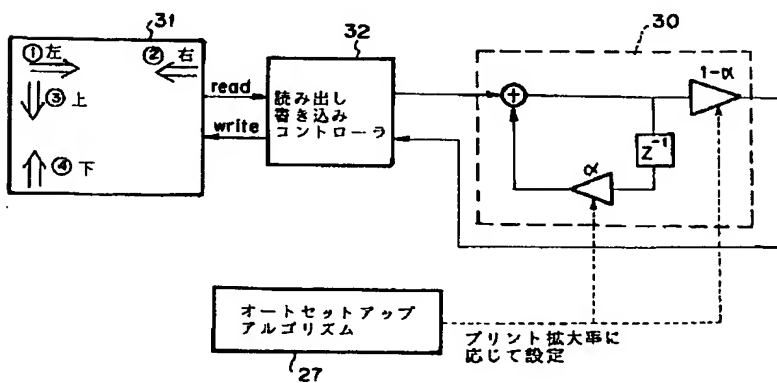 31
①左
②右
③上
④下
read
write
32
読み出し
書き込み
コントローラ
30
1-α
Z⁻¹
α
オートセットアップ
アルゴリズム
27
プリント拡大率に
応じて設定